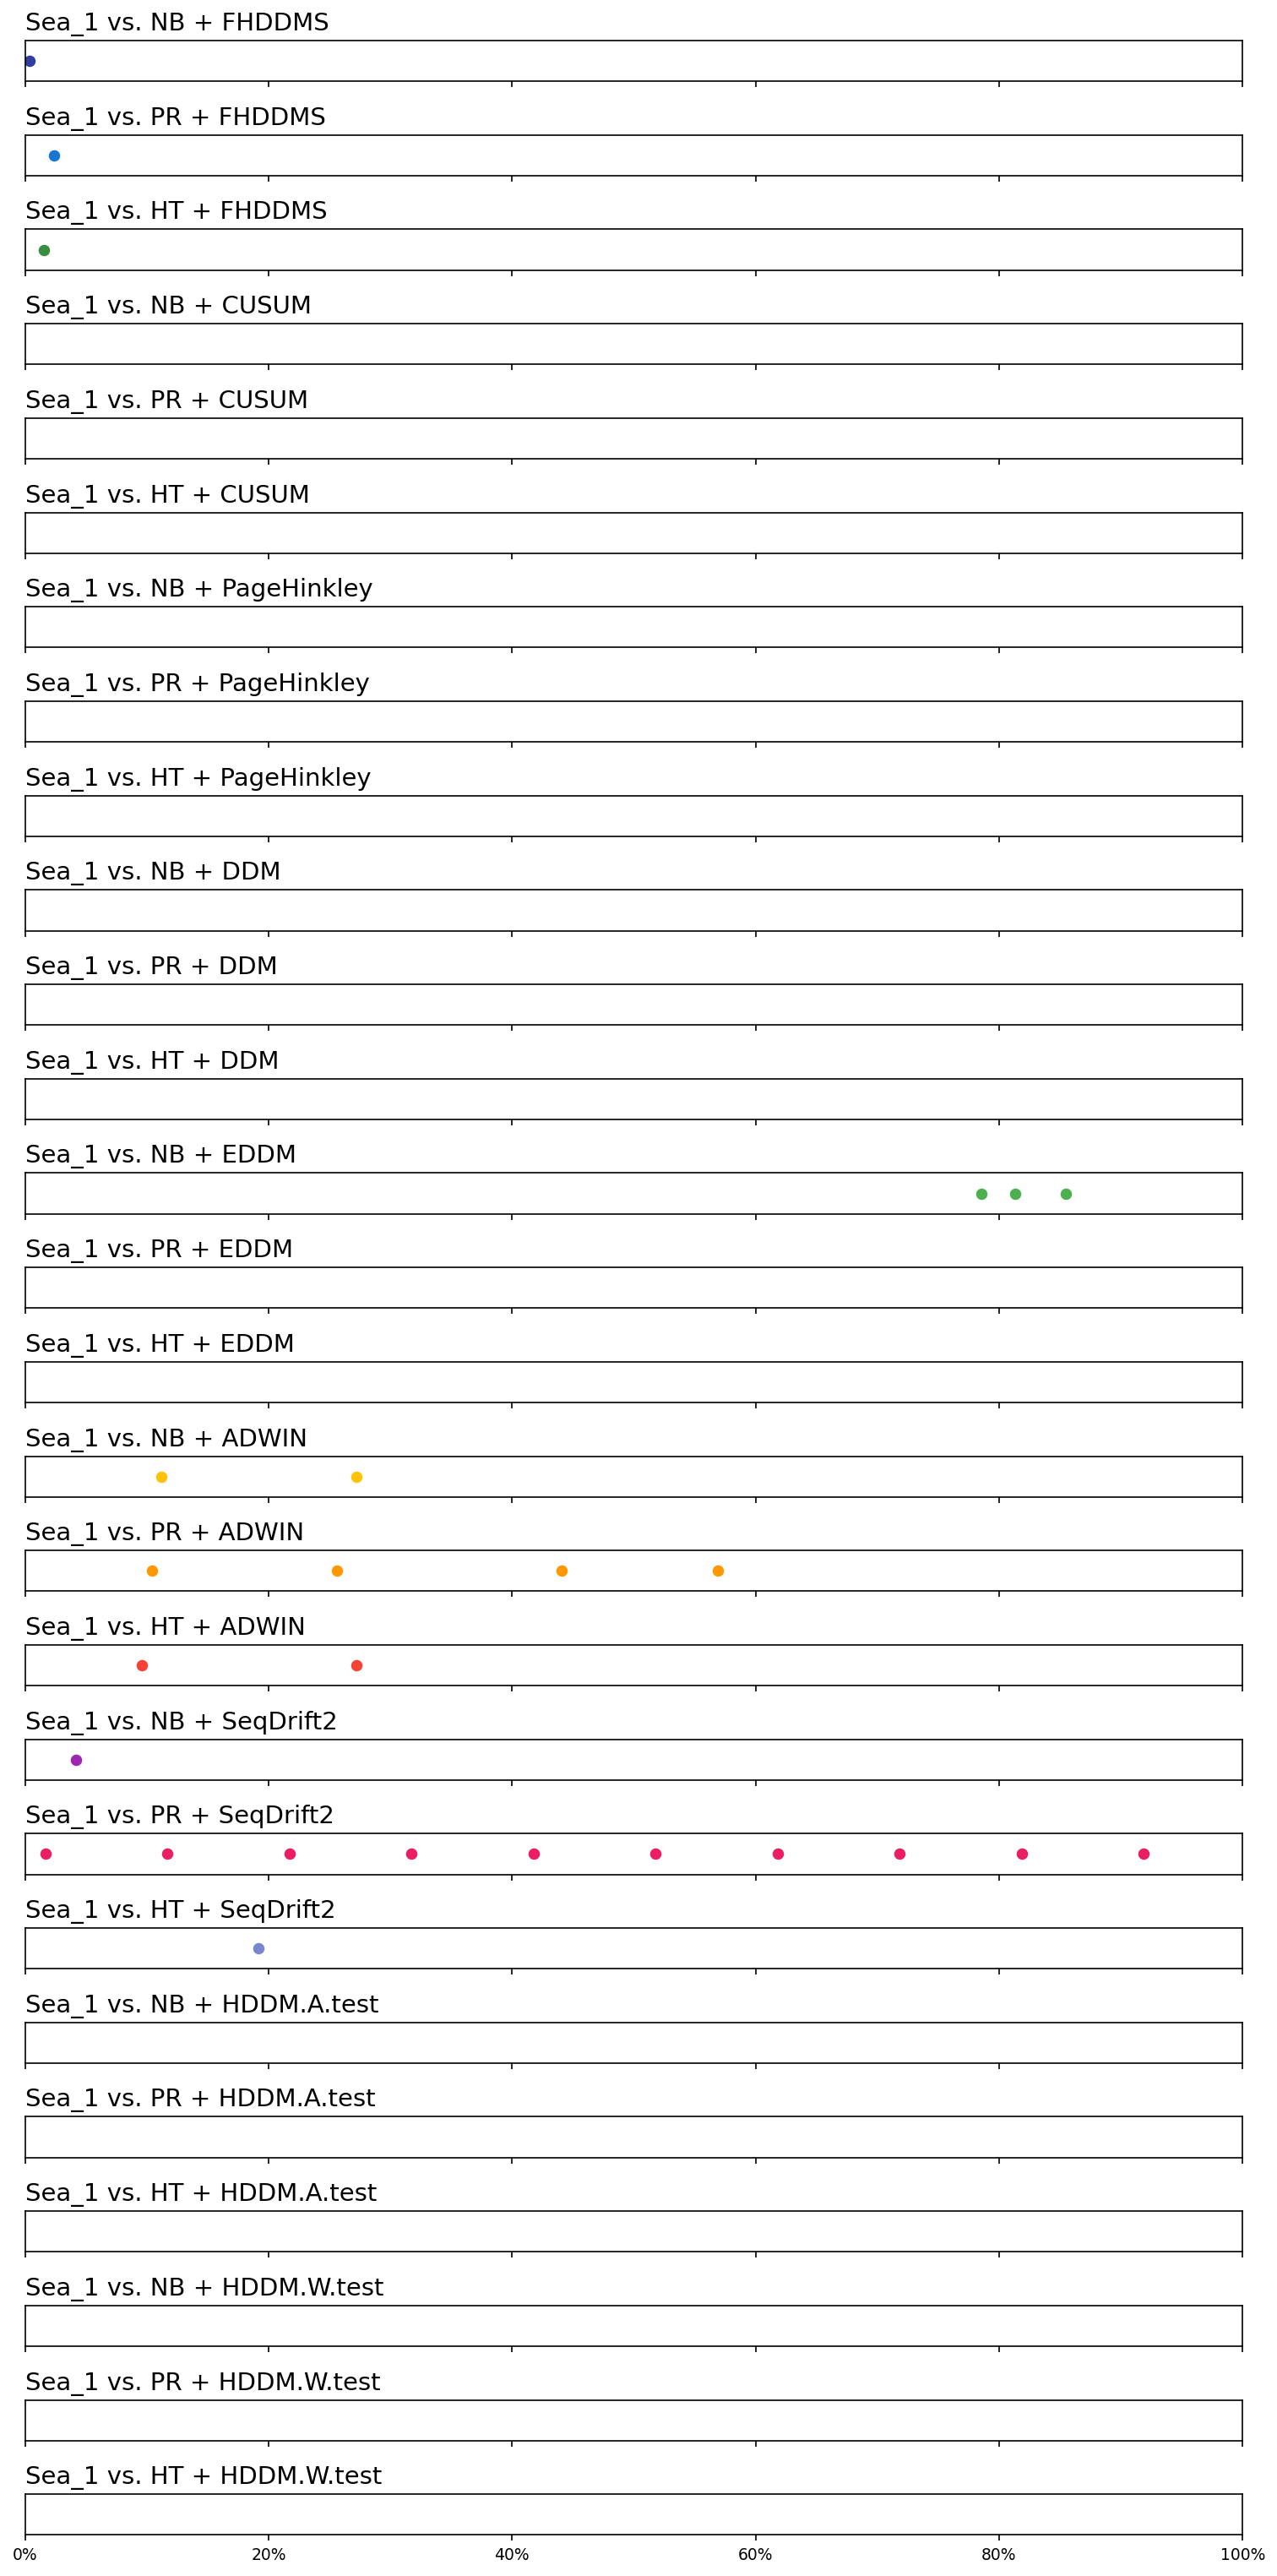 Sea_1 vs. NB + FHDDMS
Sea_1 vs. PR + FHDDMS
Sea_1 vs. HT + FHDDMS
Sea_1 vs. NB + CUSUM
Sea_1 vs. PR + CUSUM
Sea_1 vs. HT + CUSUM
Sea_1 vs. NB + PageHinkley
Sea_1 vs. PR + PageHinkley
Sea_1 vs. HT + PageHinkley
Sea_1 vs. NB + DDM
Sea_1 vs. PR + DDM
Sea_1 vs. HT + DDM
Sea_1 vs. NB + EDDM
Sea_1 vs. PR + EDDM
Sea_1 vs. HT + EDDM
Sea_1 vs. NB + ADWIN
Sea_1 vs. PR + ADWIN
Sea_1 vs. HT + ADWIN
Sea_1 vs. NB + SeqDrift2
Sea_1 vs. PR + SeqDrift2
Sea_1 vs. HT + SeqDrift2
Sea_1 vs. NB + HDDM.A.test
Sea_1 vs. PR + HDDM.A.test
Sea_1 vs. HT + HDDM.A.test
Sea_1 vs. NB + HDDM.W.test
Sea_1 vs. PR + HDDM.W.test
Sea_1 vs. HT + HDDM.W.test
0% 20% 40% 60% 80% 100%